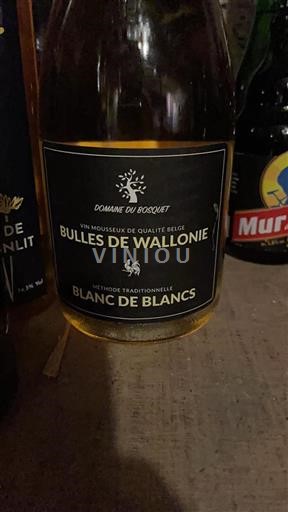 DOMAINE DU BOSQUET
VIN MOUSSEUX DE QUALITÉ BELGE
BULLES DE WALLONIE
VINIOU
MÉTHODE TRADITIONNELLE
BLANC DE BLANCS
DE
NLIT
Mur